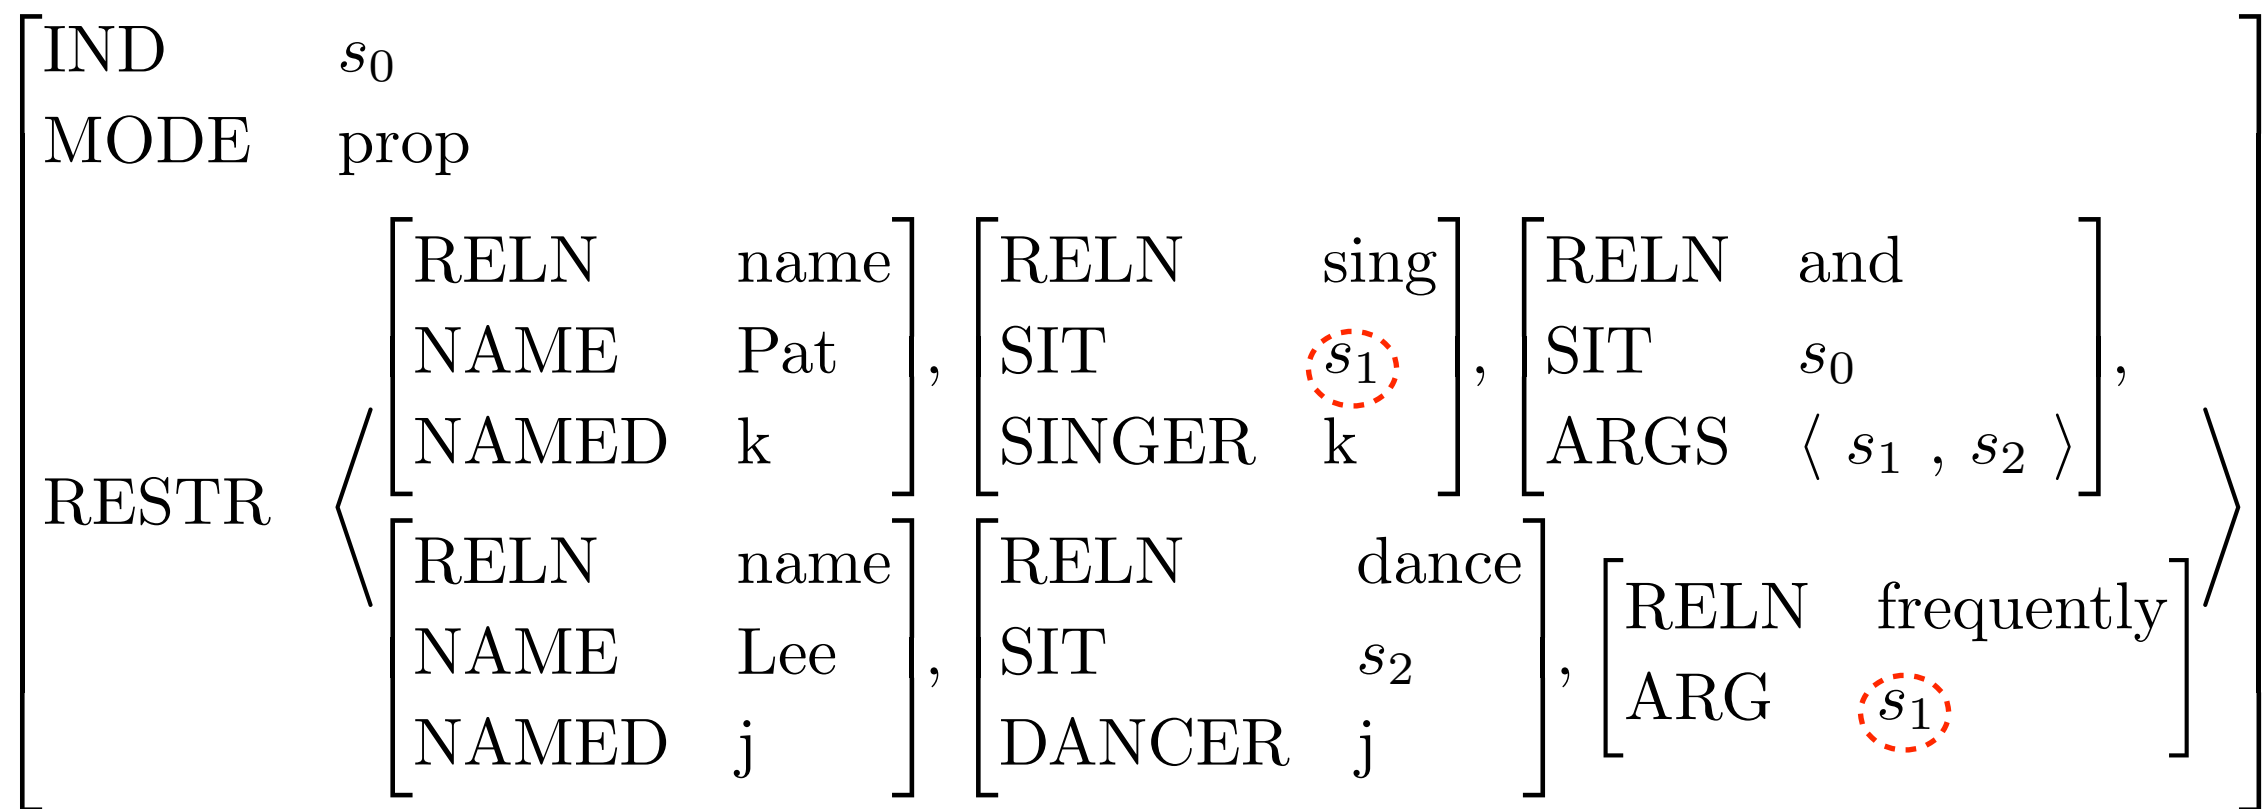 IND s₀
MODE prop
RELN name RELN sing RELN and
NAME Pat , SIT s₁ , SIT s₀ ,
NAMED k SINGER k ARGS ⟨ s₁ , s₂ ⟩
RESTR
RELN name RELN dance
RELN frequently
NAME Lee , SIT s₂ ,
ARG s₁
NAMED j DANCER j